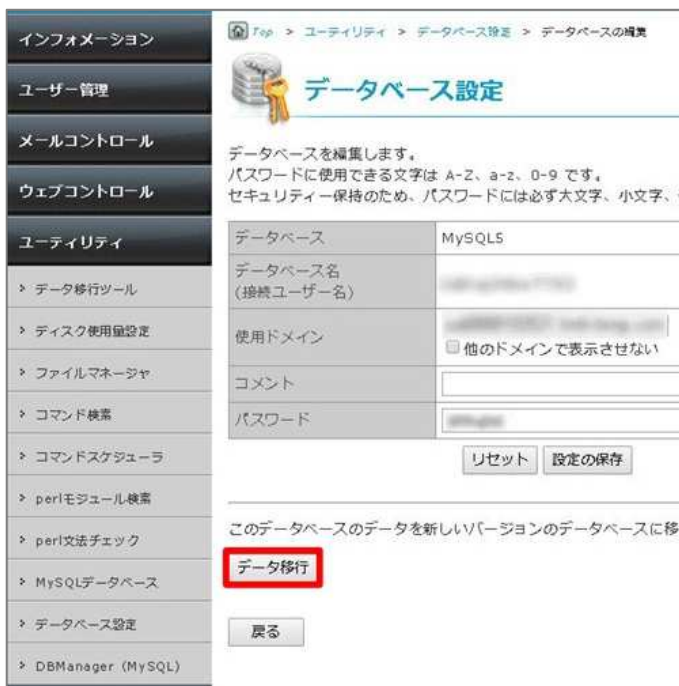 インフォメーション
ユーザー管理
メールコントロール
ウェブコントロール
ユーティリティ
> データ移行ツール
> ディスク使用量設定
> ファイルマネージャ
> コマンド検索
> コマンドスケジューラ
> perlモジュール検索
> perl文法チェック
> MySQLデータベース
> データベース設定
> DBManager (MySQL)
Top > ユーティリティ > データベース設定 > データベースの編集
データベース設定
データベースを編集します。
パスワードに使用できる文字は A-Z、a-z、0-9 です。
セキュリティー保持のため、パスワードには必ず大文字、小文字、
データベース MySQL5
データベース名
(接続ユーザー名)
使用ドメイン
他のドメインで表示させない
コメント
パスワード
リセット 設定の保存
このデータベースのデータを新しいバージョンのデータベースに移
データ移行
戻る